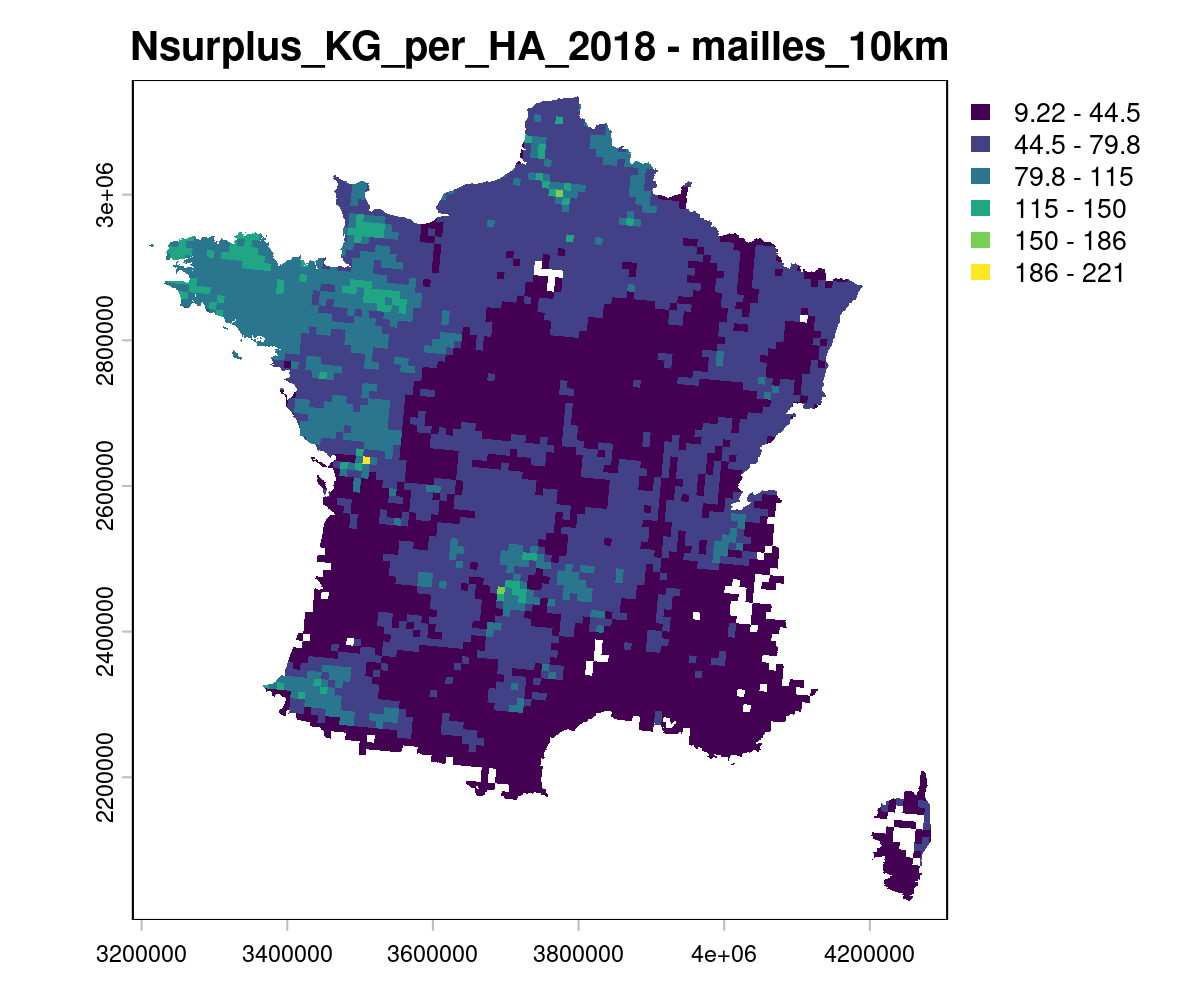 Nsurplus_KG_per_HA_2018 - mailles_10km
9.22 - 44.5
44.5 - 79.8
79.8 - 115
115 - 150
150 - 186
186 - 221
3e+06
2800000
2600000
2400000
2200000
3200000 3400000 3600000 3800000 4e+06 4200000